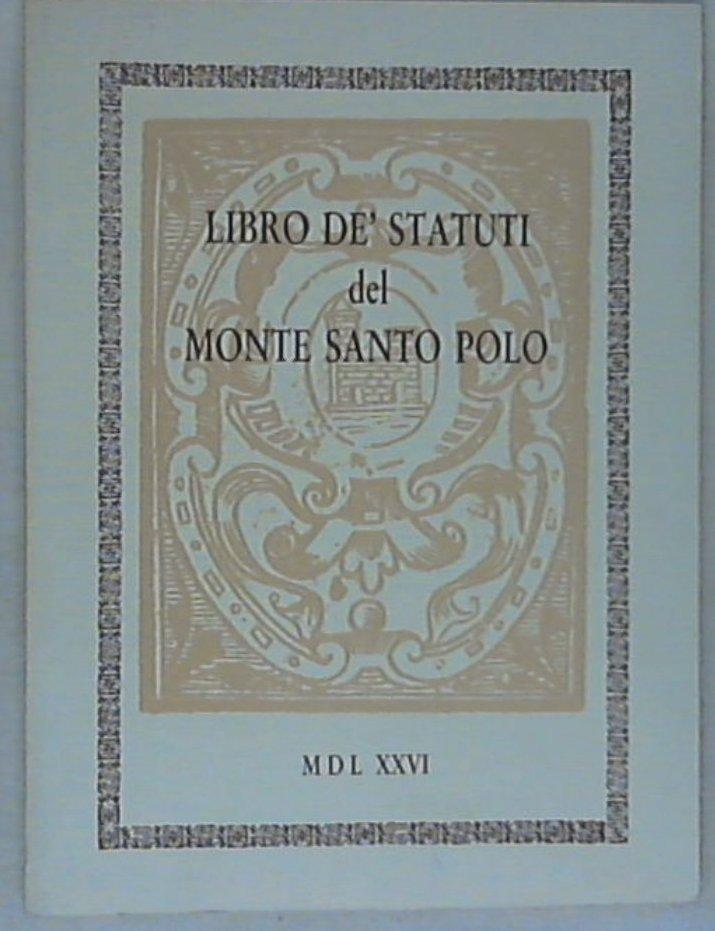 LIBRO DE' STATUTI
del
MONTE SANTO POLO
MDL XXVI